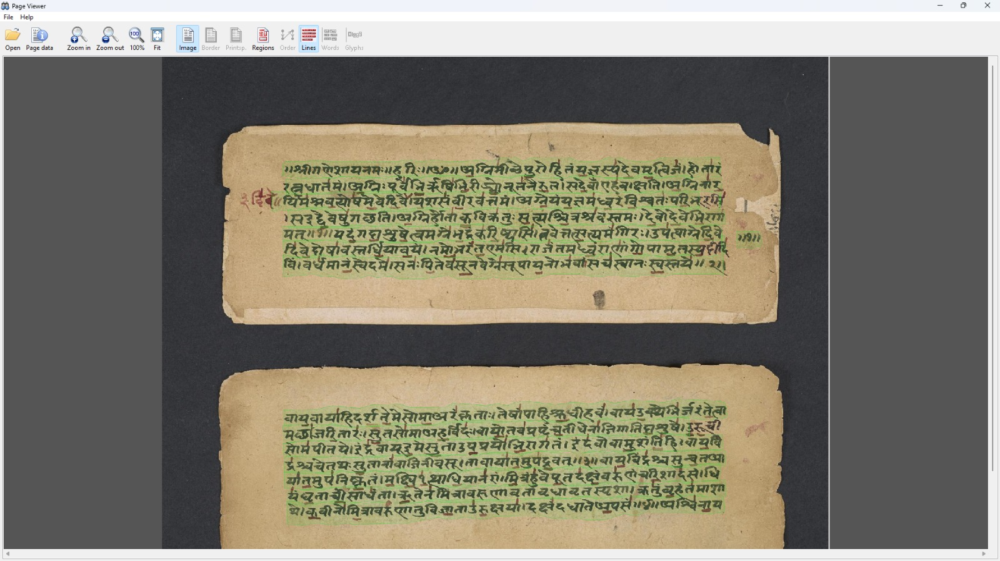 Page Viewer
File Help
Open Page data Zoom in Zoom out 100% Fit Image Border Printsp. Regions Order Lines Words Glyphs
॥श्रीगणेशायनमः॥हरिः॥ॐ॥अग्निमीळेपुरोहितंयज्ञस्यदेवमृत्विजं।होतारं
रत्नधातमं।अग्निःपूर्वेभिरृषिभिरीड्योनूतनैरुत।सदेवाँएहवक्षति।अग्निनार
यिमश्नवत्पोषमेवदिवेदिवे।यशसंवीरवत्तमं।अग्नेयंयज्ञमध्वरंविश्वतःपरिभूरसि
।सइद्देवेषुगच्छति।अग्निर्होताकविक्रतुःसत्यश्चित्रश्रवस्तमः।देवोदेवेभिराग
मत्॥१॥यदंगदाशुषेत्वमग्नेभद्रंकरिष्यसि।तवेत्तत्सत्यमंगिरः।उपत्वाग्नेदिवे
दिवेदोषावस्तर्धियावयं।नमोभरंतएमसि।राजंतमध्वराणांगोपामृतस्यदीदि
विं।वर्धमानंस्वेदमे।सनःपितेवसूनवेग्नेसूपायनोभव।सचस्वानःस्वस्तये॥२॥
॥१॥
वायवायाहिदर्शतेमेसोमाअरंकृताः।तेषांपाहिश्रुधीहवं।वायउक्थेभिर्जरंतेत्वा
मच्छाजरितारः।सुतसोमाअहर्विदः।वायोतवप्रपृंचतीधेनाजिगातिदाशुषे।उरूची
सोमपीतये।इंद्रवायूइमेसुताउपप्रयोभिरागतं।इंदवोवामुशंतिहि।वायविं
द्रश्चचेतथःसुतानांवाजिनीवसू।तावायातमुपद्रवत्॥३॥वायविंद्रश्चसुन्वतआ
यातमुपनिष्कृतं।मक्ष्वि१त्थाधियानरा।मित्रंहुवेपूतदक्षंवरुणंचरिशादसं।धि
यंघृताचींसाधंता।ऋतेनमित्रावरुणावृतावृधावृतस्पृशा।क्रतुंबृहंतमाशा
थे।कवीनोमित्रावरुणातुविजाताउरुक्षया।दक्षंदधातेअपसं॥४॥अश्विनाय